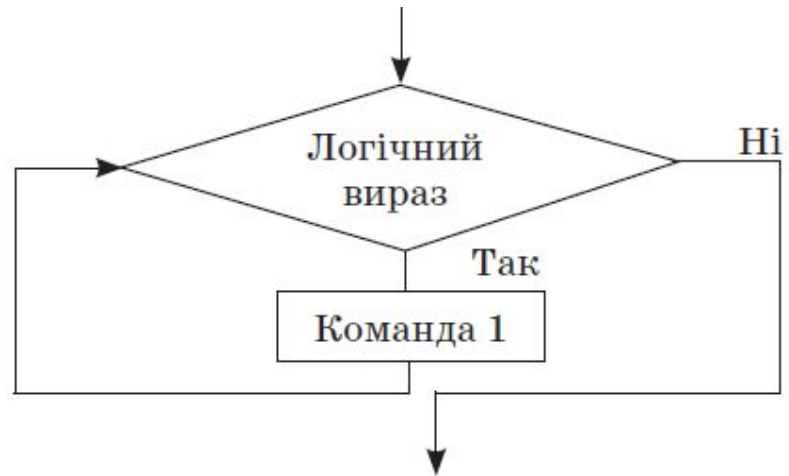 Логічний
вираз
Ні
Так
Команда 1